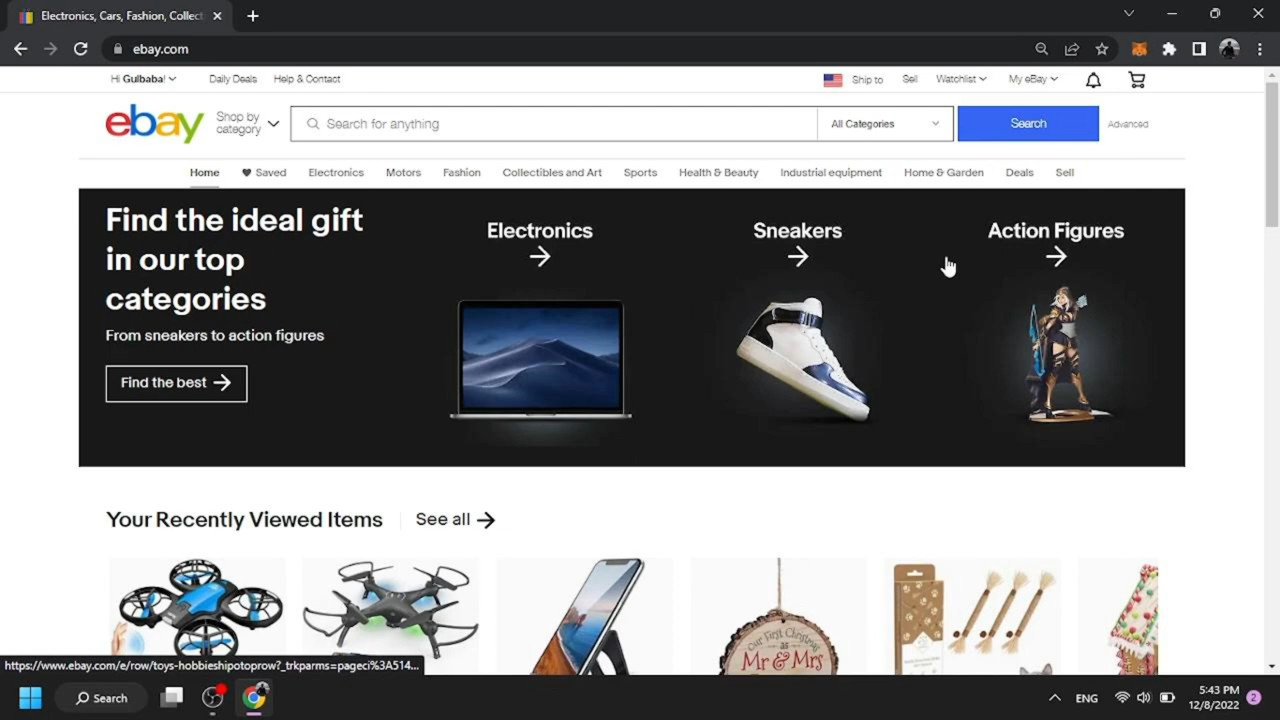 Electronics, Cars, Fashion, Collecti
ebay.com
Hi Gulbaba!
Daily Deals
Help & Contact
Ship to
Sell
Watchlist
My eBay
ebay
Shop by
category
Search for anything
All Categories
Search
Advanced
Home
Saved
Electronics
Motors
Fashion
Collectibles and Art
Sports
Health & Beauty
Industrial equipment
Home & Garden
Deals
Sell
Find the ideal gift
in our top
categories
From sneakers to action figures
Find the best
Electronics
Sneakers
Action Figures
Your Recently Viewed Items
See all
Our First Christmas
as
Mr & Mrs
https://www.ebay.com/e/row/toys-hobbieshipotoprow?_trkparms=pageci%3A514...
Search
ENG
5:43 PM
12/8/2022
2